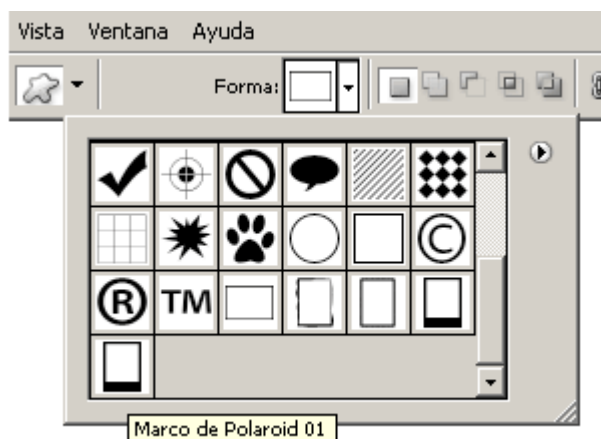 Vista Ventana Ayuda
Forma:
©
® TM
Marco de Polaroid 01